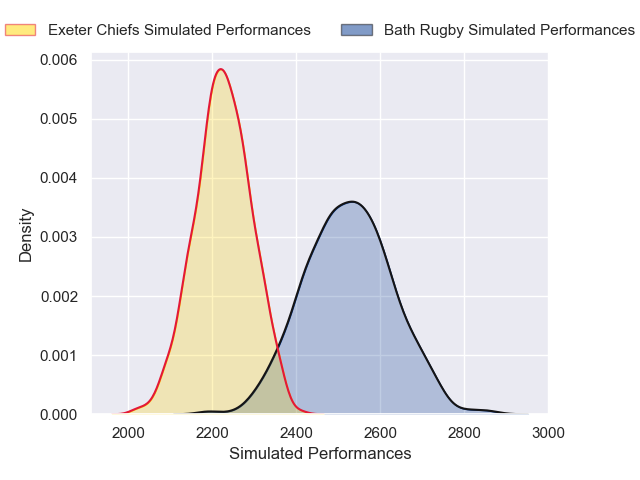 Exeter Chiefs Simulated Performances Bath Rugby Simulated Performances
0.006
0.005
0.004
0.003
0.002
0.001
0.000
Density
2000 2200 2400 2600 2800 3000
Simulated Performances